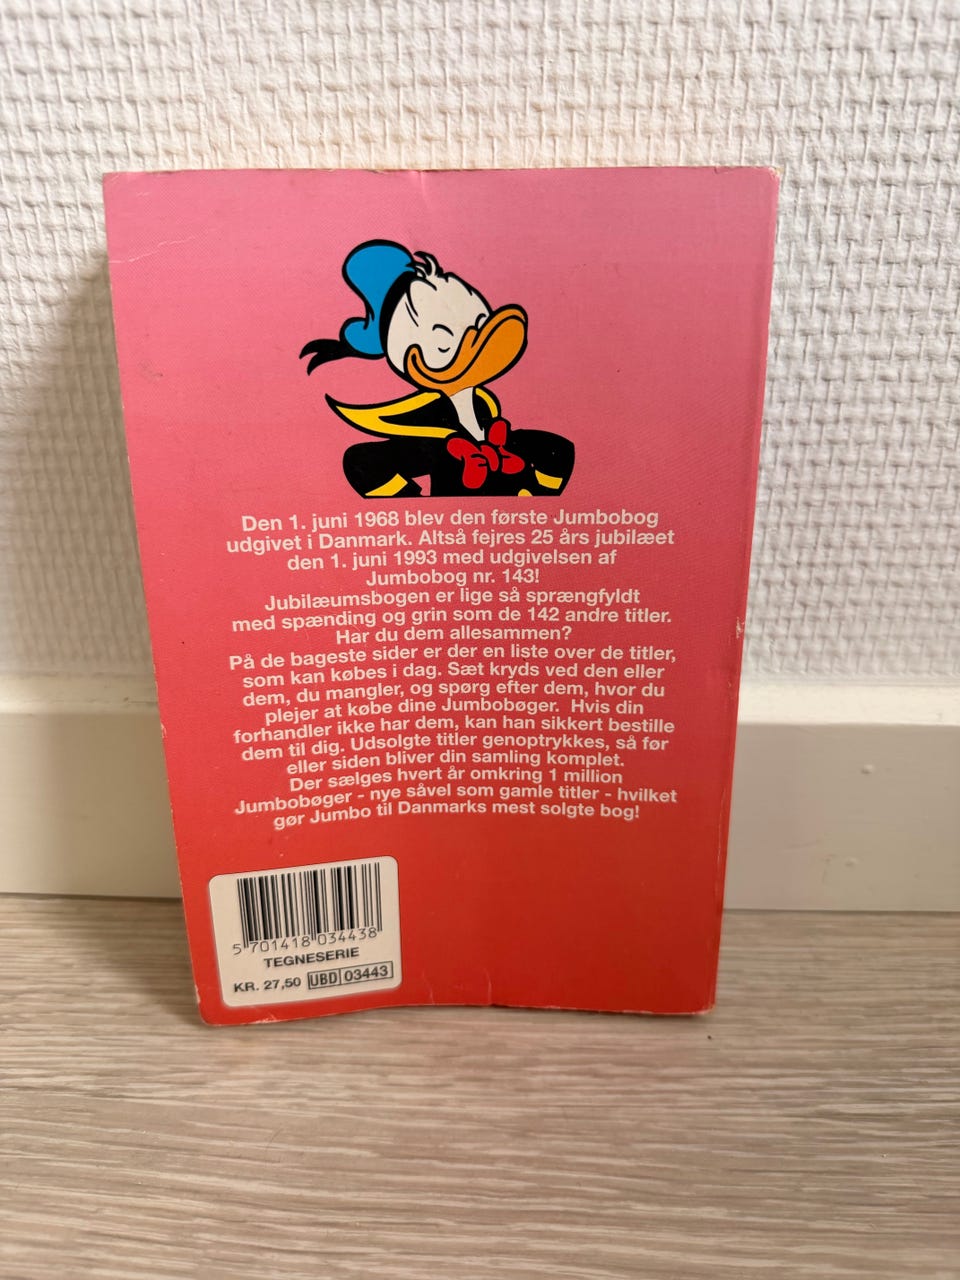 Den 1. juni 1968 blev den første Jumbobog
udgivet i Danmark. Altså fejres 25 års jubilæet
den 1. juni 1993 med udgivelsen af
Jumbobog nr. 143!
Jubilæumsbogen er lige så sprængfyldt
med spænding og grin som de 142 andre titler.
Har du dem allesammen?
På de bageste sider er der en liste over de titler,
som kan købes i dag. Sæt kryds ved den eller
dem, du mangler, og spørg efter dem, hvor du
plejer at købe dine Jumbobøger. Hvis din
forhandler ikke har dem, kan han sikkert bestille
dem til dig. Udsolgte titler genoptrykkes, så før
eller siden bliver din samling komplet.
Der sælges hvert år omkring 1 million
Jumbobøger - nye såvel som gamle titler - hvilket
gør Jumbo til Danmarks mest solgte bog!
5 701418 034438
TEGNESERIE
KR. 27,50 UBD 03443